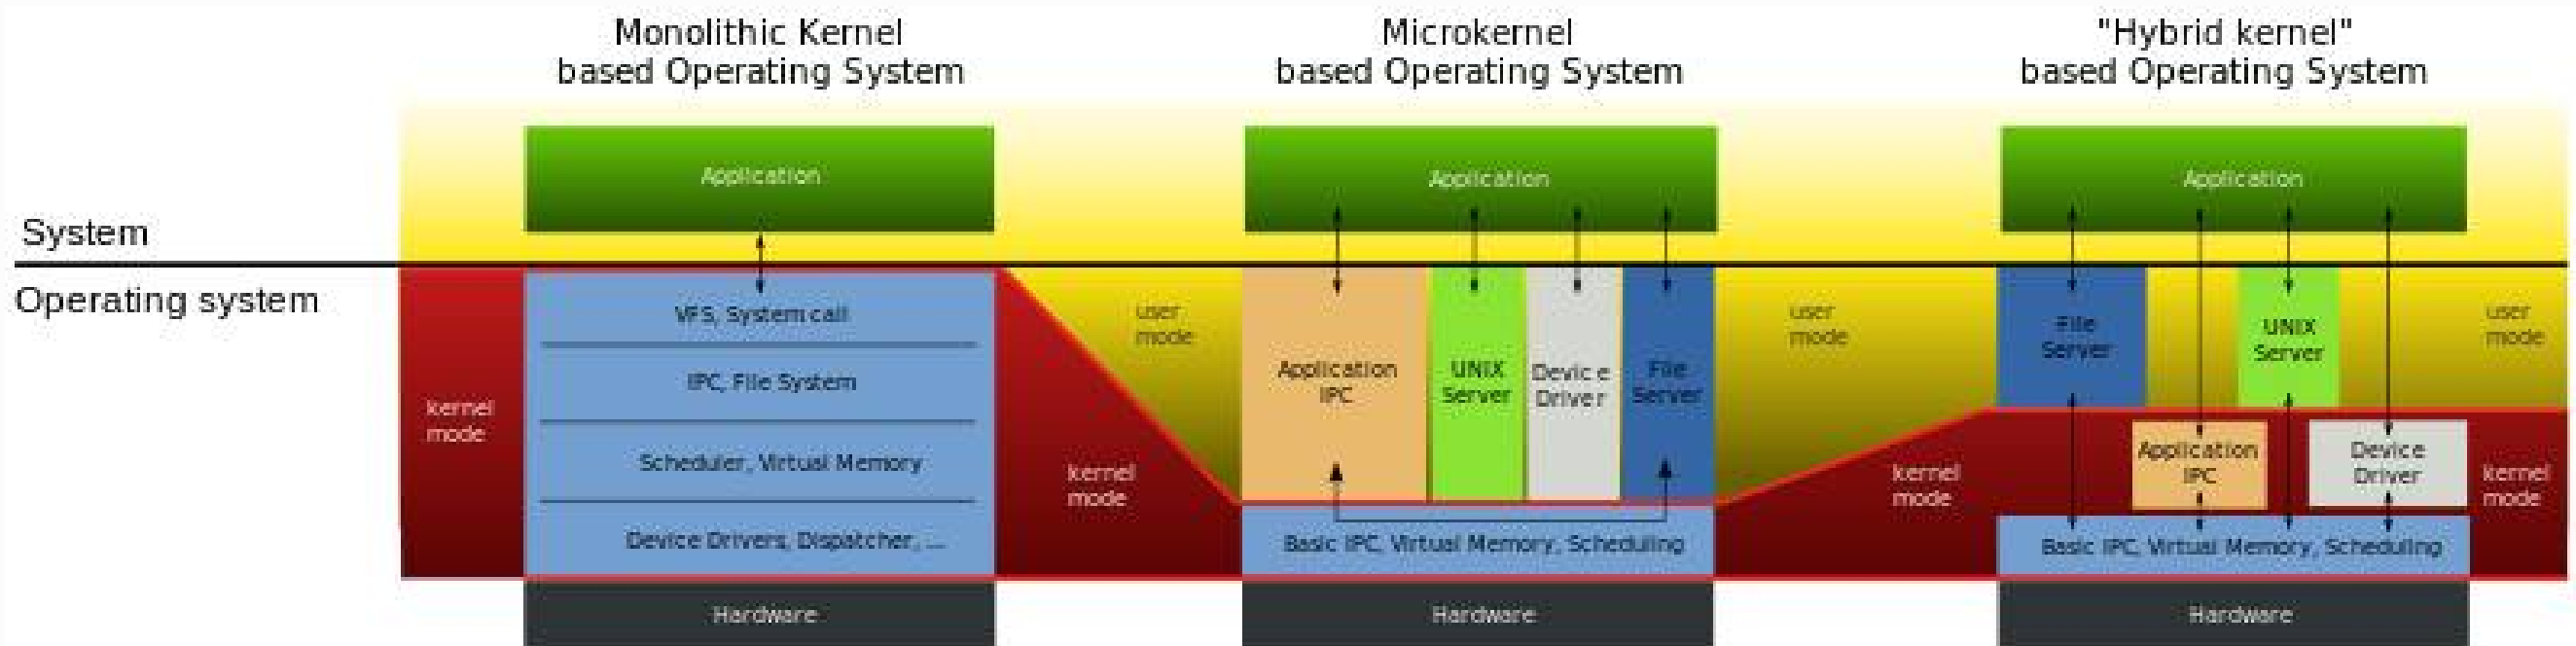 Monolithic Kernel
based Operating System
Microkernel
based Operating System
"Hybrid kernel"
based Operating System
System
Operating system
Application
VFS, System call
IPC, File System
Scheduler, Virtual Memory
Device Drivers, Dispatcher, ...
Hardware
kernel
mode
user
mode
kernel
mode
Application
Application
IPC
UNIX
Server
Device
Driver
File
Server
Basic IPC, Virtual Memory, Scheduling
Hardware
user
mode
kernel
mode
Application
File
Server
UNIX
Server
Application
IPC
Device
Driver
Basic IPC, Virtual Memory, Scheduling
Hardware
user
mode
kernel
mode